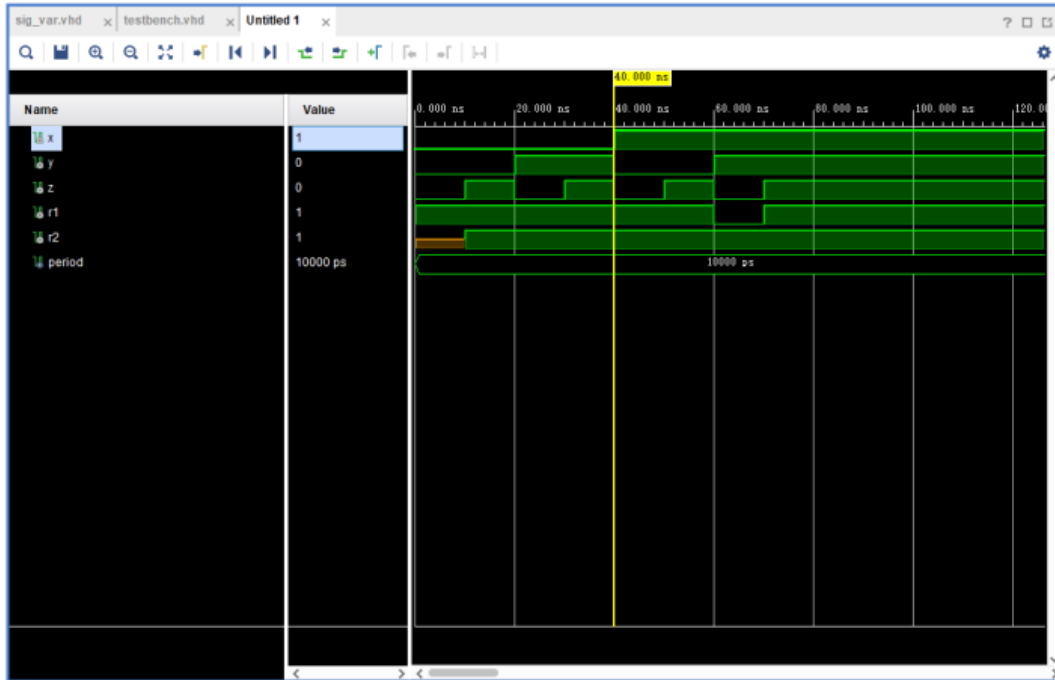 sig_var.vhd × testbench.vhd × Untitled 1 ×
?
40.000 ns
Name Value 0.000 ns 20.000 ns 40.000 ns 60.000 ns 80.000 ns 100.000 ns 120.0
x 1
y 0
z 0
r1 1
r2 1
period 10000 ps 10000 ps